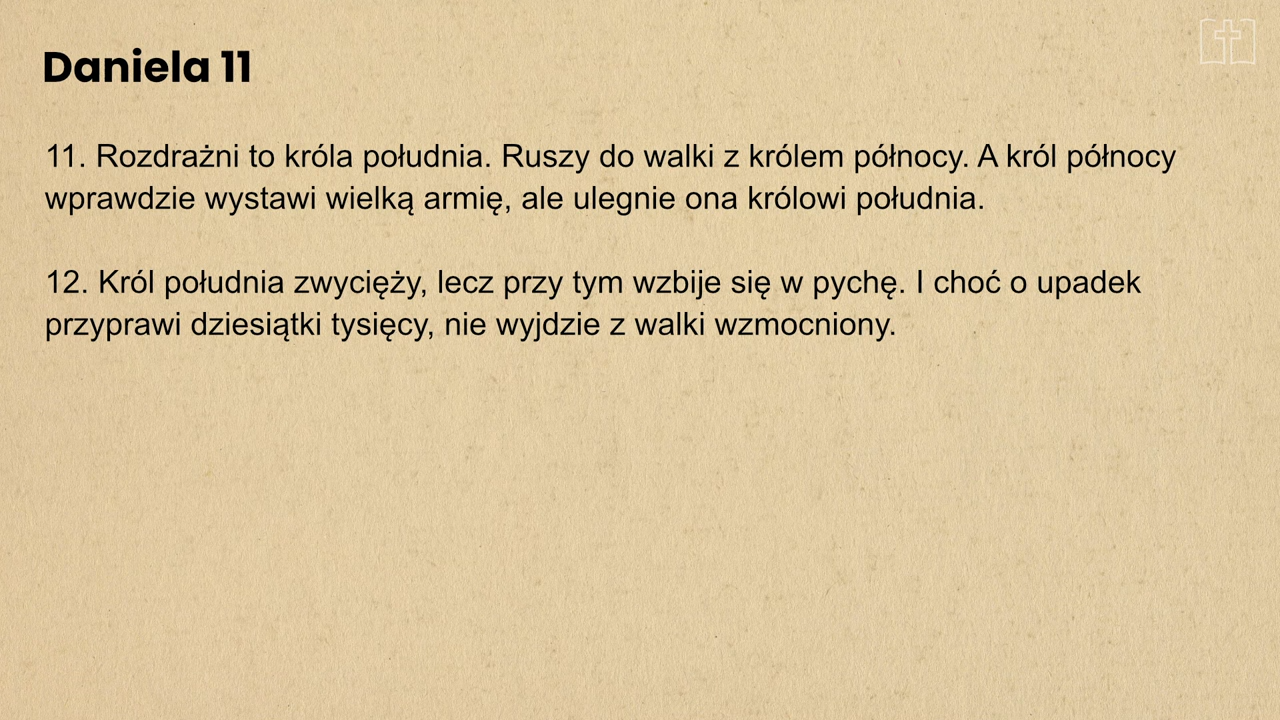 Daniela 11
11. Rozdrażni to króla południa. Ruszy do walki z królem północy. A król północy
wprawdzie wystawi wielką armię, ale ulegnie ona królowi południa.
12. Król południa zwycięży, lecz przy tym wzbije się w pychę. I choć o upadek
przyprawi dziesiątki tysięcy, nie wyjdzie z walki wzmocniony.